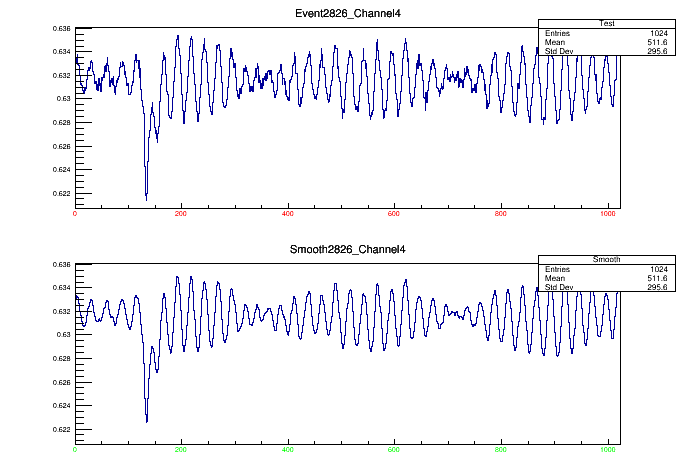 Event2826_Channel4
Test
Entries 1024
Mean 511.6
Std Dev 295.6
0.636
0.634
0.632
0.63
0.628
0.626
0.624
0.622
0 200 400 600 800 1000
Smooth2826_Channel4
Smooth
Entries 1024
Mean 511.6
Std Dev 295.6
0.636
0.634
0.632
0.63
0.628
0.626
0.624
0.622
0 200 400 600 800 1000